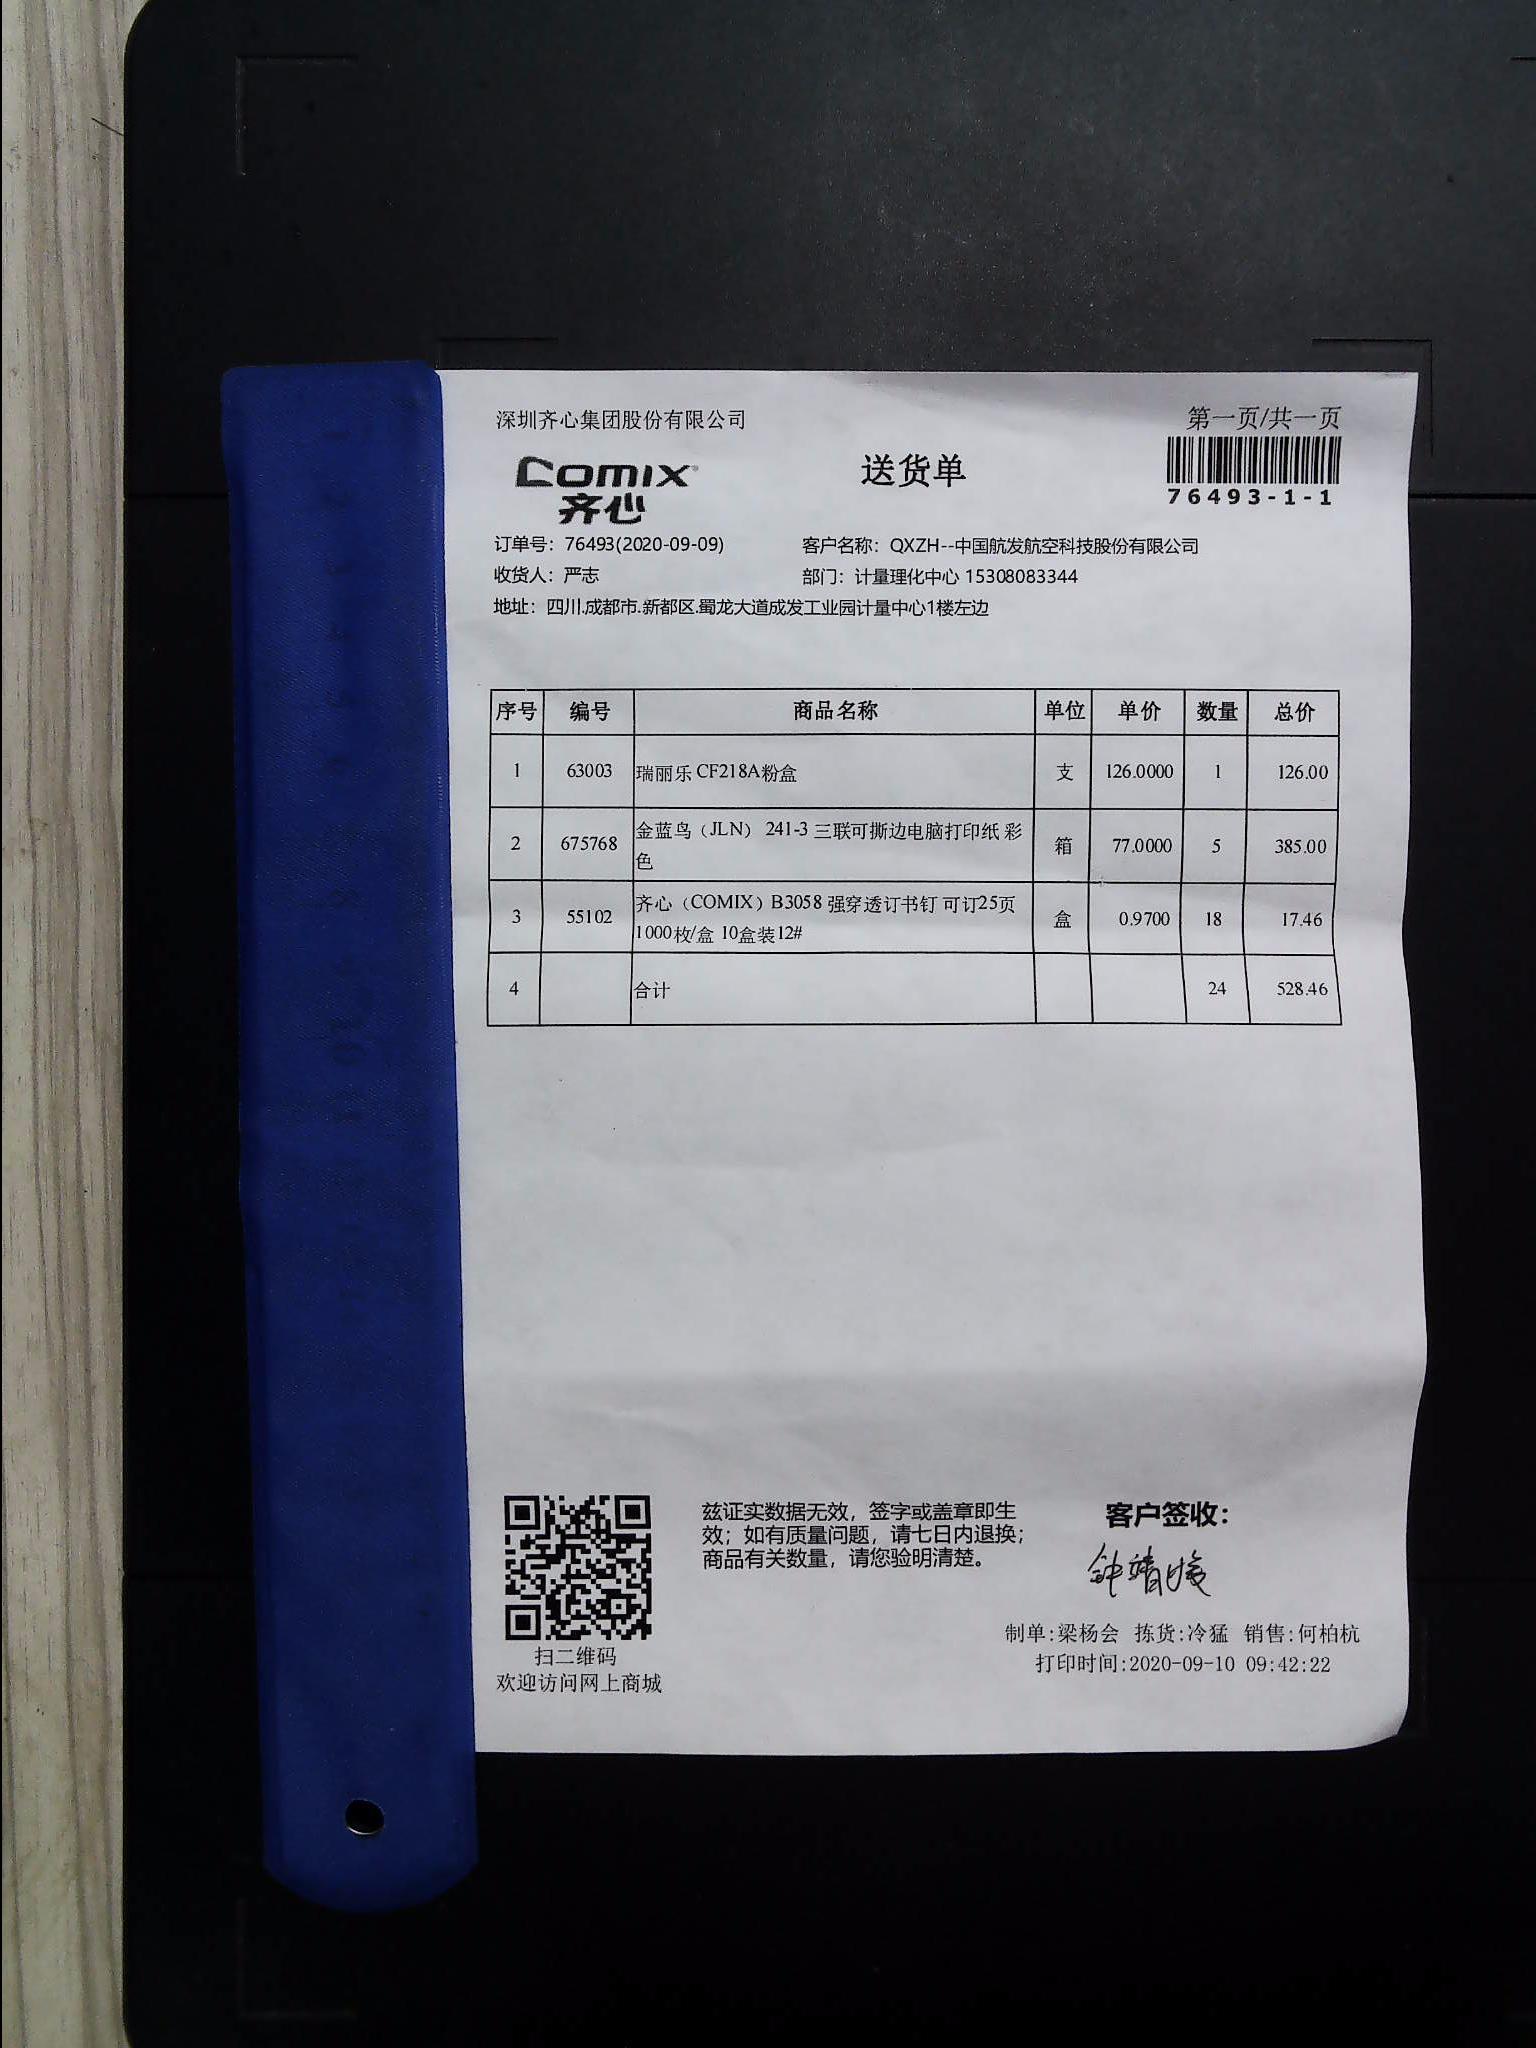 深圳齐心集团股份有限公司
第一页/共一页
COMIX
齐心
送货单
76493-1-1
订单号：76493(2020-09-09) 客户名称：QXZH--中国航发航空科技股份有限公司
收货人：严志 部门：计量理化中心 15308083344
地址：四川.成都市.新都区.蜀龙大道成发工业园计量中心1楼左边
序号 编号 商品名称 单位 单价 数量 总价
1 63003 瑞丽乐 CF218A粉盒 支 126.0000 1 126.00
2 675768 金蓝鸟（JLN） 241-3 三联可撕边电脑打印纸 彩 箱 77.0000 5 385.00
色
3 55102 齐心（COMIX）B3058 强穿透订书钉 可订25页 盒 0.9700 18 17.46
1000枚/盒 10盒装12#
4 合计 24 528.46
兹证实数据无效，签字或盖章即生
效；如有质量问题，请七日内退换；
商品有关数量，请您验明清楚。
客户签收：
扫二维码
欢迎访问网上商城
制单:梁杨会 拣货:冷猛 销售:何柏杭
打印时间:2020-09-10 09:42:22